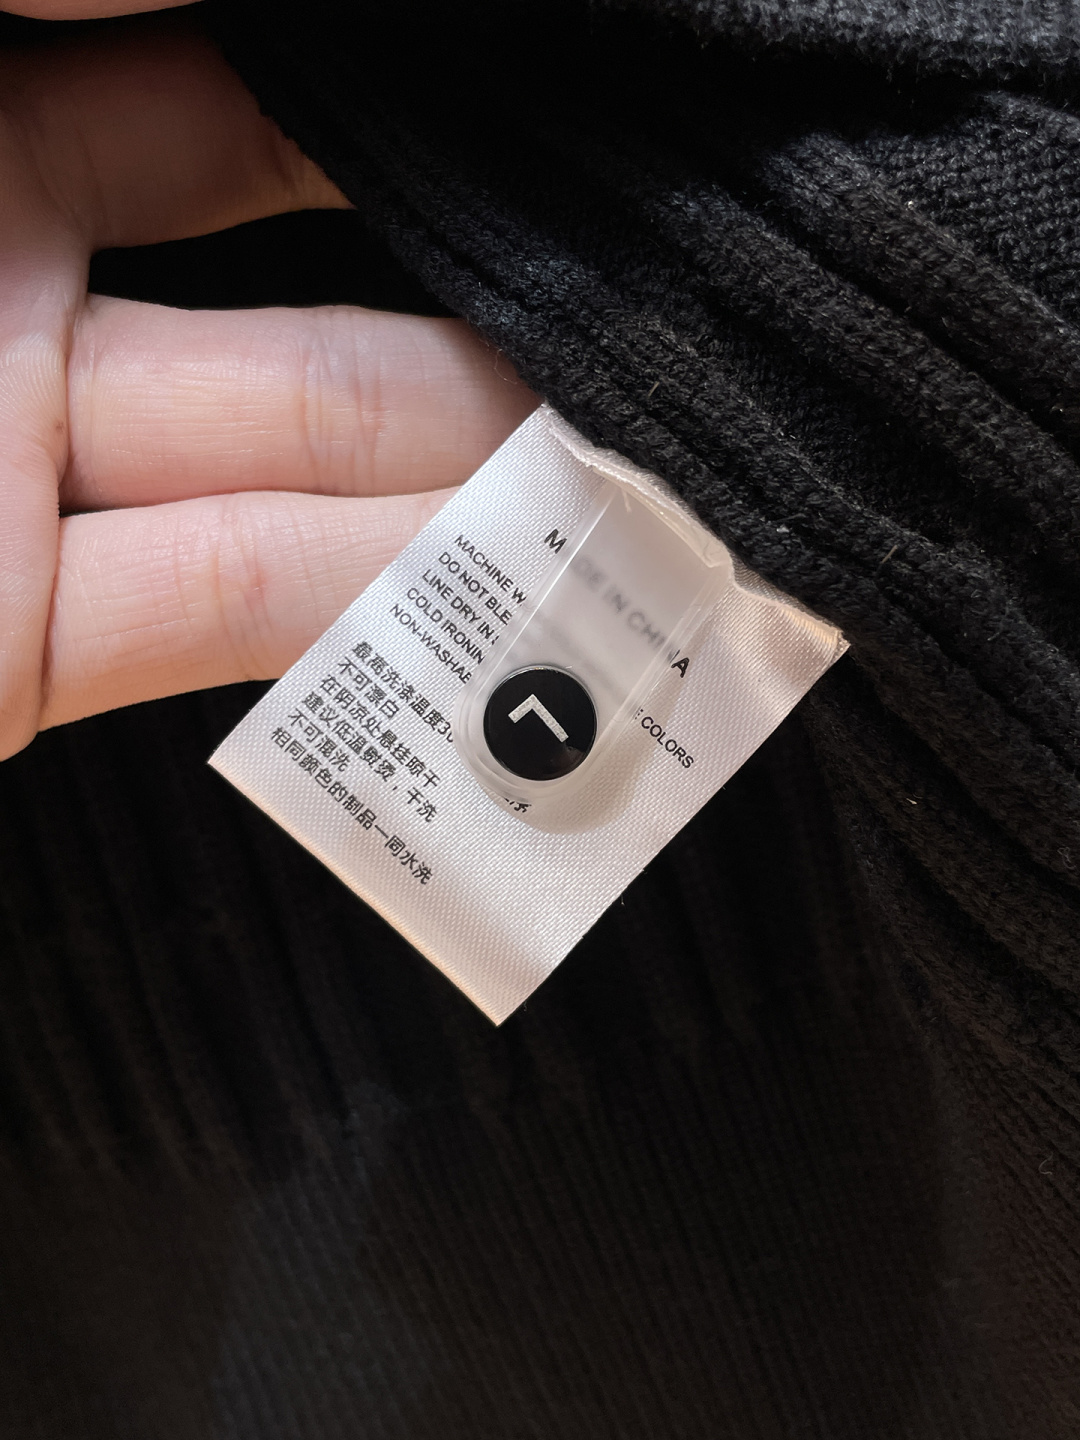 MADE IN CHINA
MACHINE W
DO NOT BLE
LINE DRY IN
COLD IRONIN
NON-WASHAB
E COLORS
最高洗涤温度30
不可漂白
在阴凉处悬挂晾干
建议低温熨烫，干洗
不可混洗
相同颜色的制品一同水洗
L